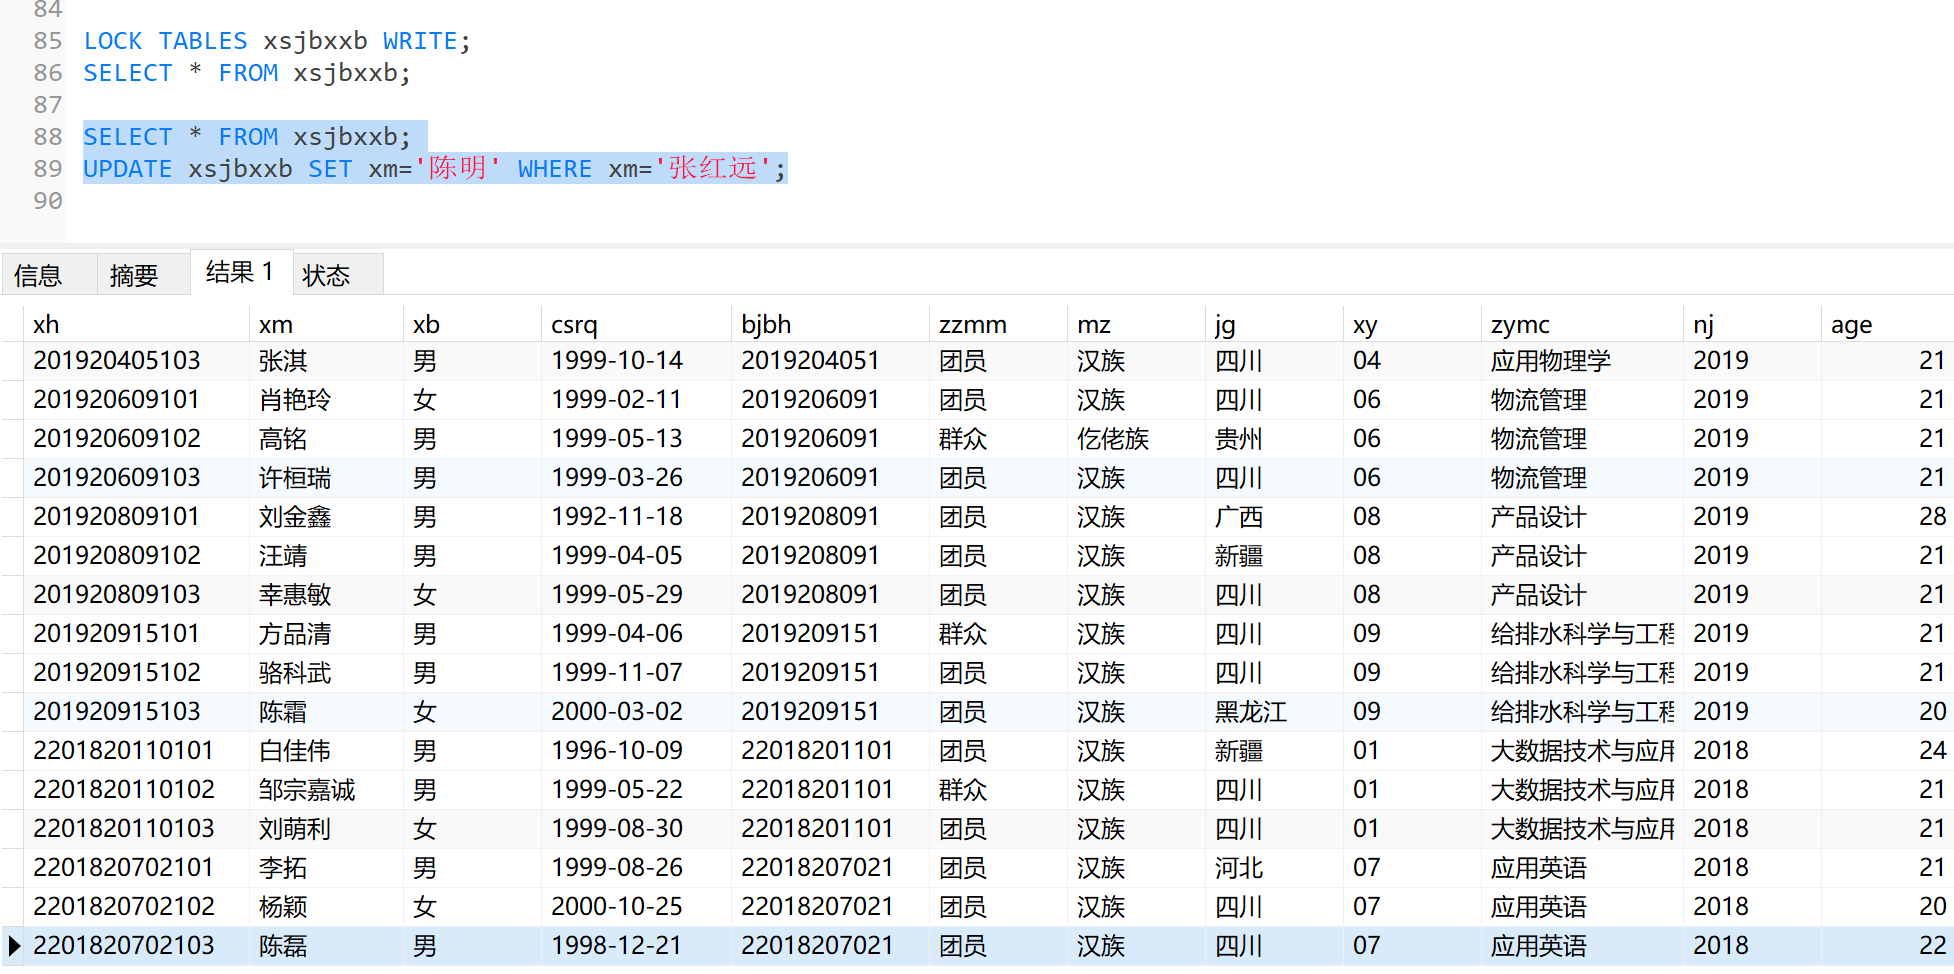 84
85 LOCK TABLES xsjbxxb WRITE;
86 SELECT * FROM xsjbxxb;
87
88 SELECT * FROM xsjbxxb;
89 UPDATE xsjbxxb SET xm='陈明' WHERE xm='张红远';
90
信息 摘要 结果 1 状态
xh xm xb csrq bjbh zzmm mz jg xy zymc nj age
201920405103 张淇 男 1999-10-14 2019204051 团员 汉族 四川 04 应用物理学 2019 21
201920609101 肖艳玲 女 1999-02-11 2019206091 团员 汉族 四川 06 物流管理 2019 21
201920609102 高铭 男 1999-05-13 2019206091 群众 仡佬族 贵州 06 物流管理 2019 21
201920609103 许桓瑞 男 1999-03-26 2019206091 团员 汉族 四川 06 物流管理 2019 21
201920809101 刘金鑫 男 1992-11-18 2019208091 团员 汉族 广西 08 产品设计 2019 28
201920809102 汪靖 男 1999-04-05 2019208091 团员 汉族 新疆 08 产品设计 2019 21
201920809103 幸惠敏 女 1999-05-29 2019208091 团员 汉族 四川 08 产品设计 2019 21
201920915101 方品清 男 1999-04-06 2019209151 群众 汉族 四川 09 给排水科学与工程 2019 21
201920915102 骆科武 男 1999-11-07 2019209151 团员 汉族 四川 09 给排水科学与工程 2019 21
201920915103 陈霜 女 2000-03-02 2019209151 团员 汉族 黑龙江 09 给排水科学与工程 2019 20
2201820110101 白佳伟 男 1996-10-09 22018201101 团员 汉族 新疆 01 大数据技术与应用 2018 24
2201820110102 邹宗嘉诚 男 1999-05-22 22018201101 群众 汉族 四川 01 大数据技术与应用 2018 21
2201820110103 刘萌利 女 1999-08-30 22018201101 团员 汉族 四川 01 大数据技术与应用 2018 21
2201820702101 李拓 男 1999-08-26 22018207021 团员 汉族 河北 07 应用英语 2018 21
2201820702102 杨颖 女 2000-10-25 22018207021 团员 汉族 四川 07 应用英语 2018 20
2201820702103 陈磊 男 1998-12-21 22018207021 团员 汉族 四川 07 应用英语 2018 22